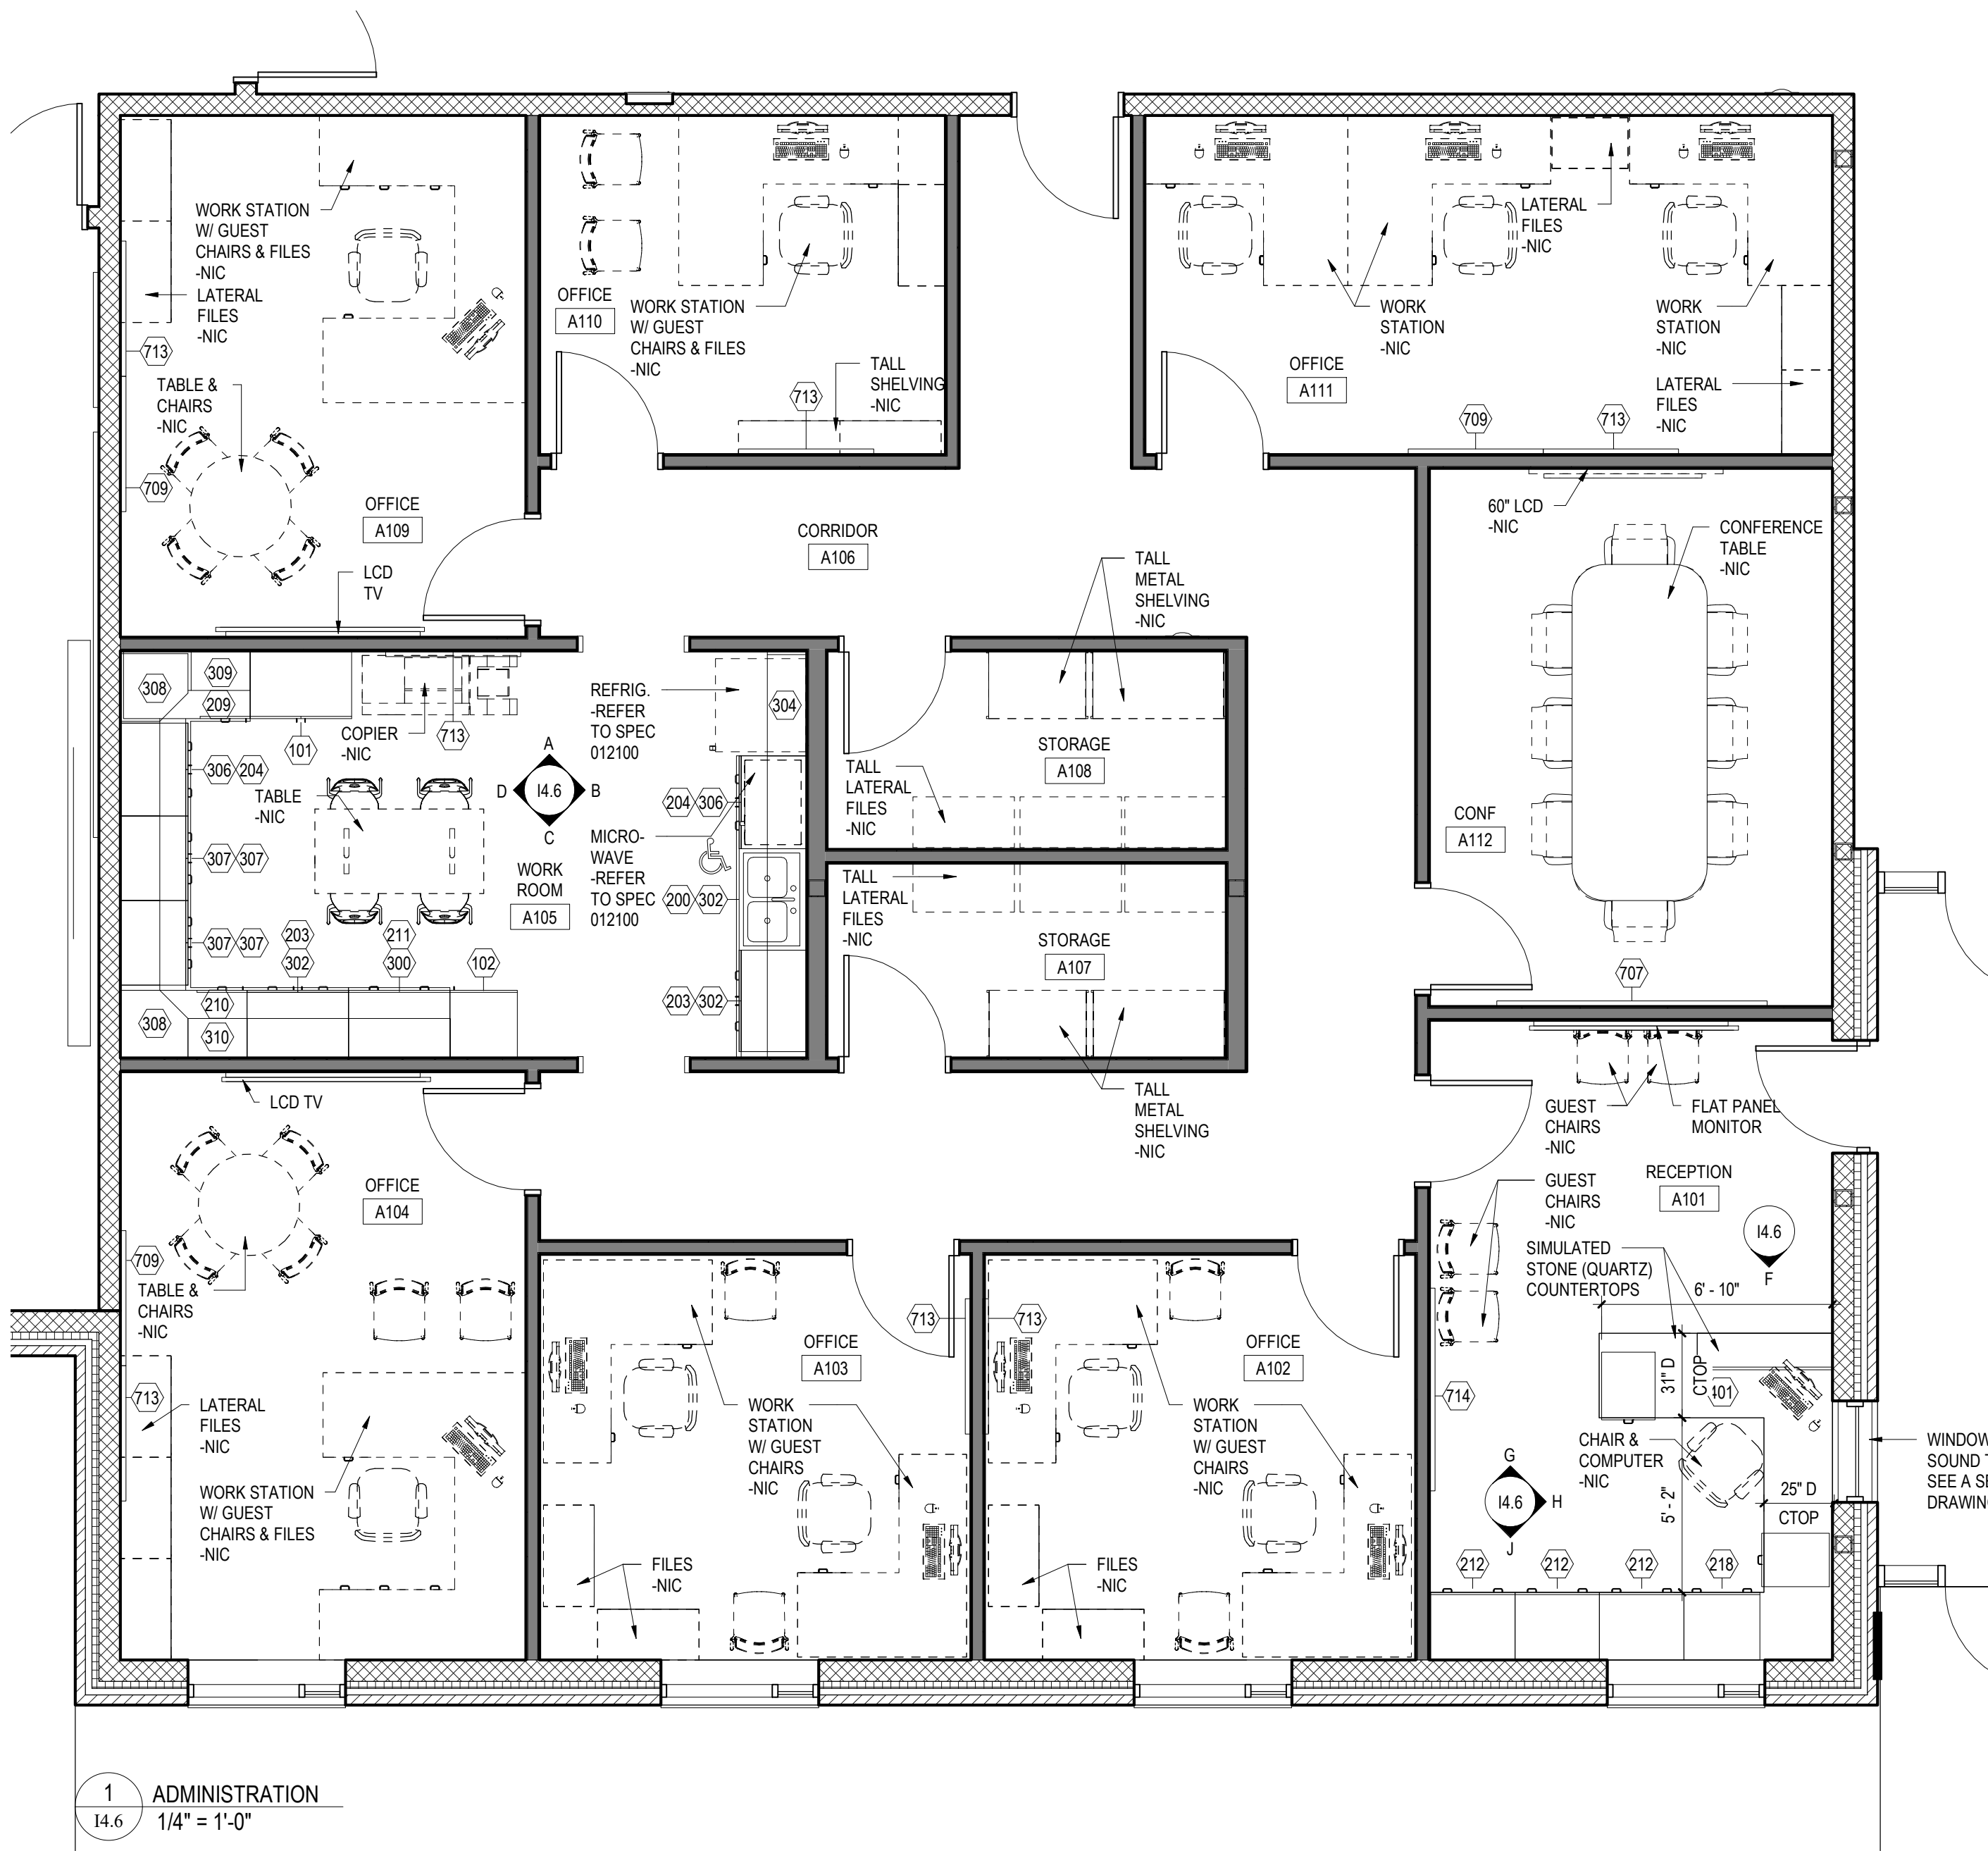 WORK STATION
W/ GUEST
CHAIRS & FILES
-NIC
LATERAL
FILES
-NIC
713
TABLE &
CHAIRS
-NIC
709
OFFICE
A109
LCD
TV
OFFICE
A110
WORK STATION
W/ GUEST
CHAIRS & FILES
-NIC
TALL
SHELVING
-NIC
713
LATERAL
FILES
-NIC
WORK
STATION
-NIC
WORK
STATION
-NIC
OFFICE
A111
LATERAL
FILES
-NIC
709
713
CORRIDOR
A106
60" LCD
-NIC
CONFERENCE
TABLE
-NIC
CONF
A112
707
TALL
METAL
SHELVING
-NIC
308
309
209
101
COPIER
-NIC
713
306
204
TABLE
-NIC
307
307
307
307
203
302
211
300
102
210
310
308
A
D
I4.6
B
C
WORK
ROOM
A105
REFRIG.
-REFER
TO SPEC
012100
304
204
306
MICRO-
WAVE
-REFER
TO SPEC
012100
200
302
203
302
STORAGE
A108
TALL
LATERAL
FILES
-NIC
TALL
LATERAL
FILES
-NIC
STORAGE
A107
TALL
METAL
SHELVING
-NIC
LCD TV
OFFICE
A104
709
TABLE &
CHAIRS
-NIC
713
LATERAL
FILES
-NIC
WORK STATION
W/ GUEST
CHAIRS & FILES
-NIC
OFFICE
A103
713
WORK
STATION
W/ GUEST
CHAIRS
-NIC
FILES
-NIC
713
OFFICE
A102
WORK
STATION
W/ GUEST
CHAIRS
-NIC
FILES
-NIC
GUEST
CHAIRS
-NIC
FLAT PANEL
MONITOR
RECEPTION
A101
GUEST
CHAIRS
-NIC
I4.6
F
SIMULATED
STONE (QUARTZ)
COUNTERTOPS
6' - 10"
31" D
CTOP
401
714
CHAIR &
COMPUTER
-NIC
G
I4.6
H
J
5' - 2"
25" D
CTOP
212
212
212
218
WINDOW
SOUND
SEE A
DRAWIN
1
I4.6
ADMINISTRATION
1/4" = 1'-0"